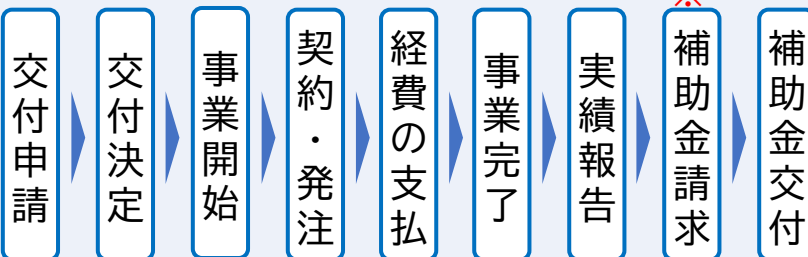 交付申請
交付決定
事業開始
契約・発注
経費の支払
事業完了
実績報告
※
補助金請求
補助金交付